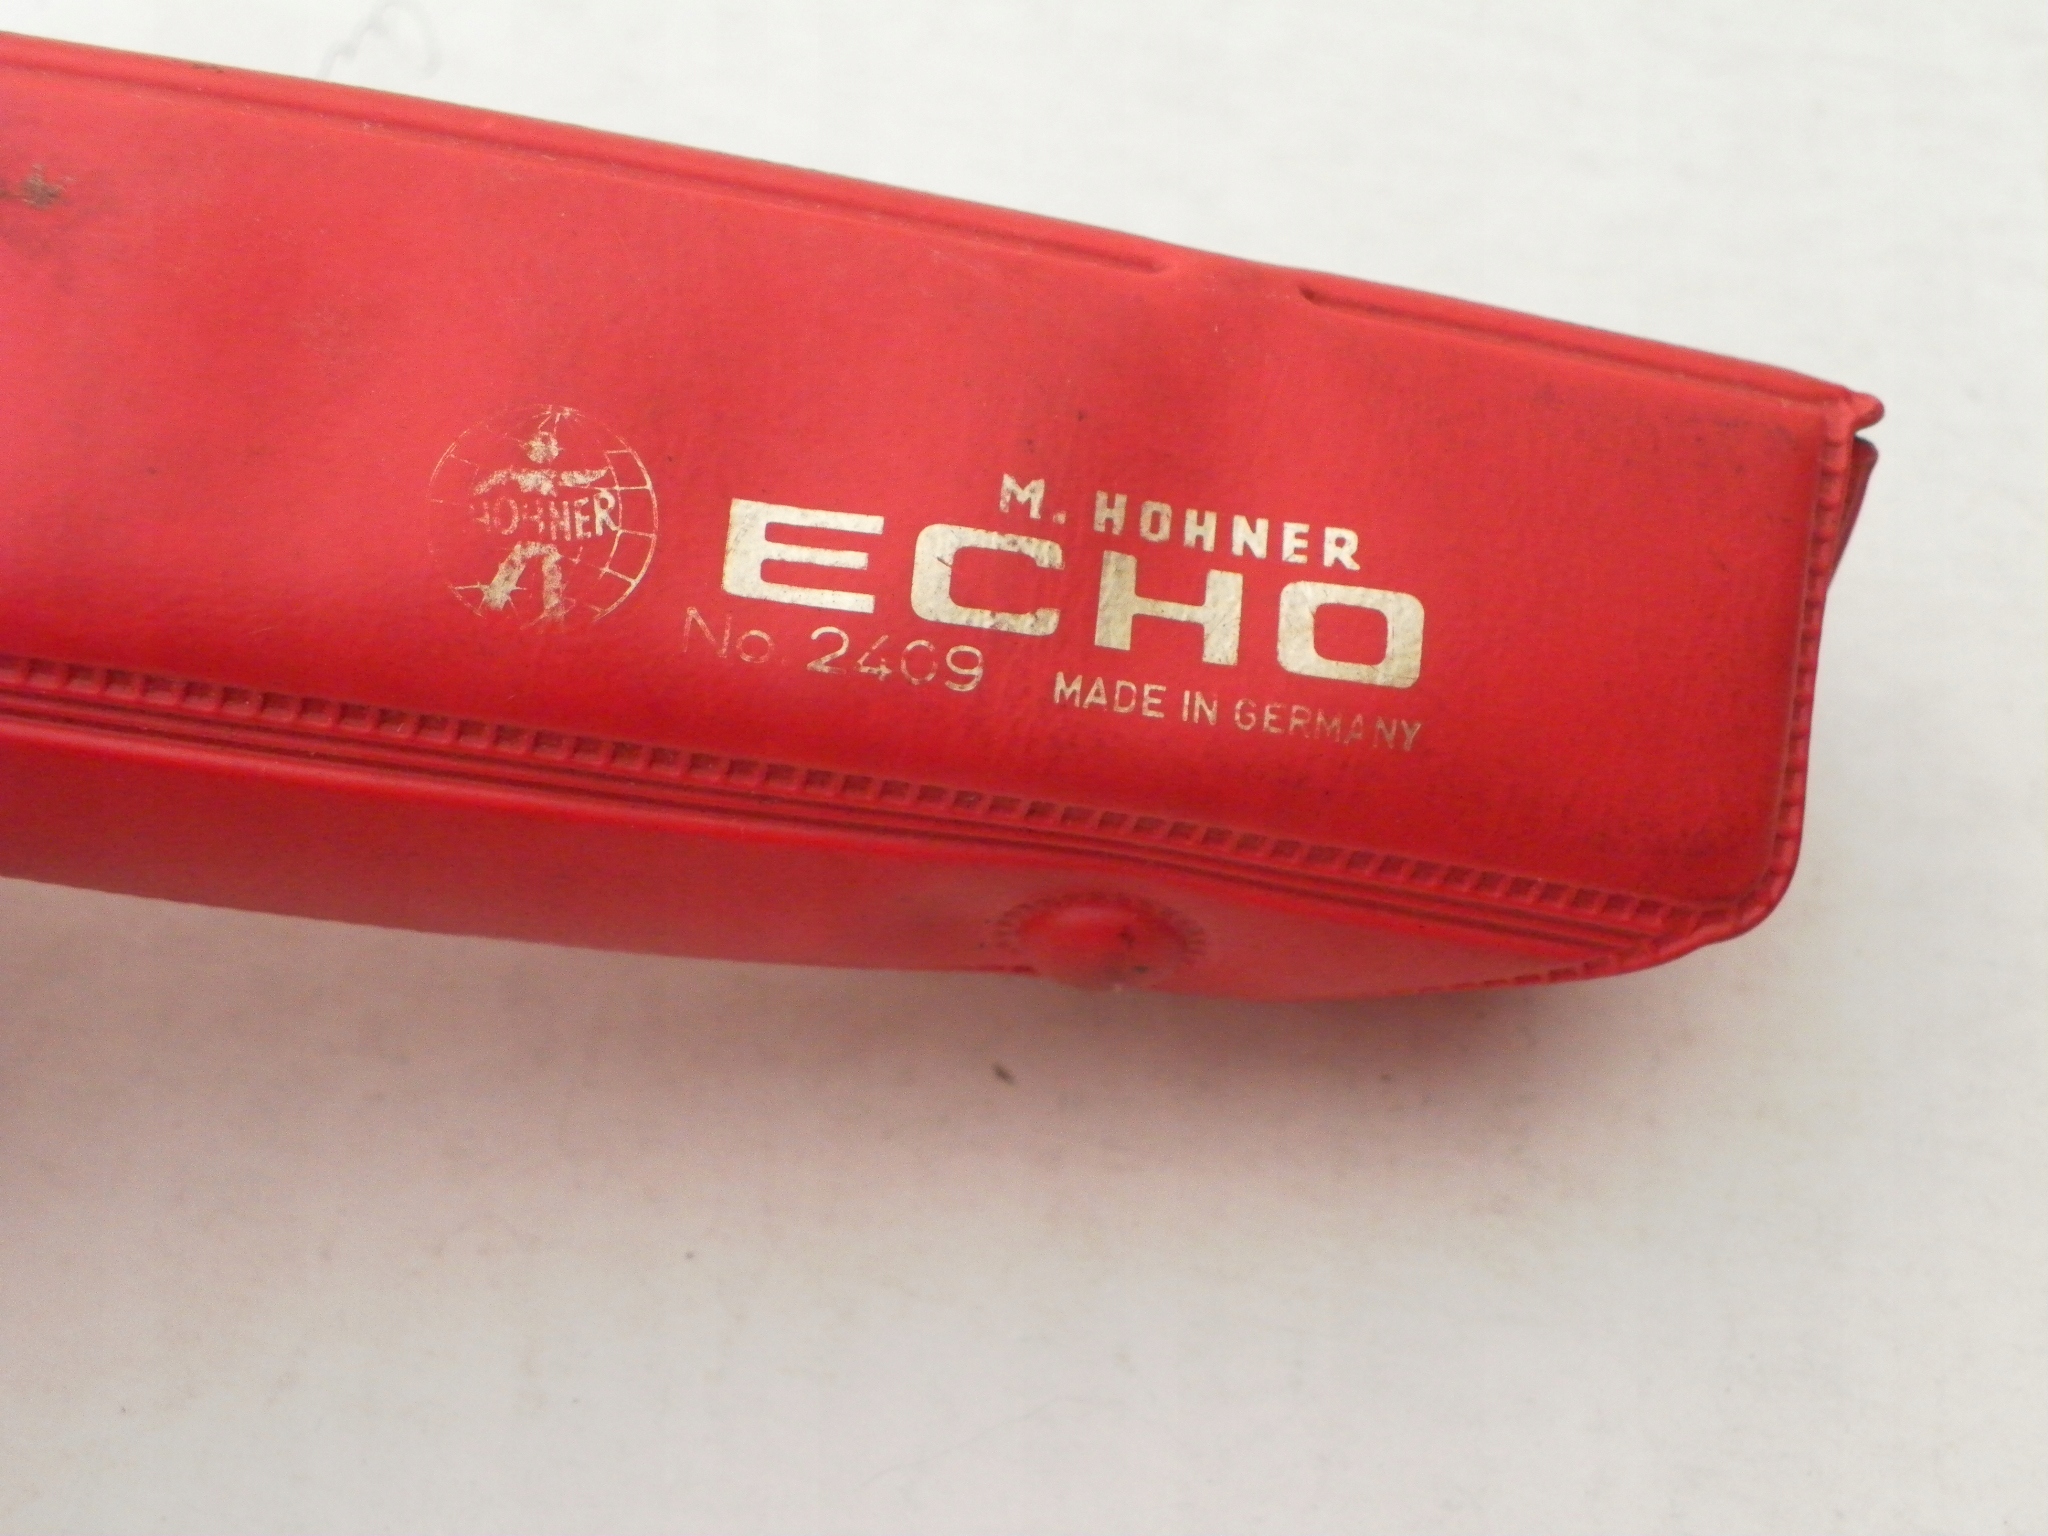 HOHNER
M. HOHNER
ECHO
No. 2409
MADE IN GERMANY